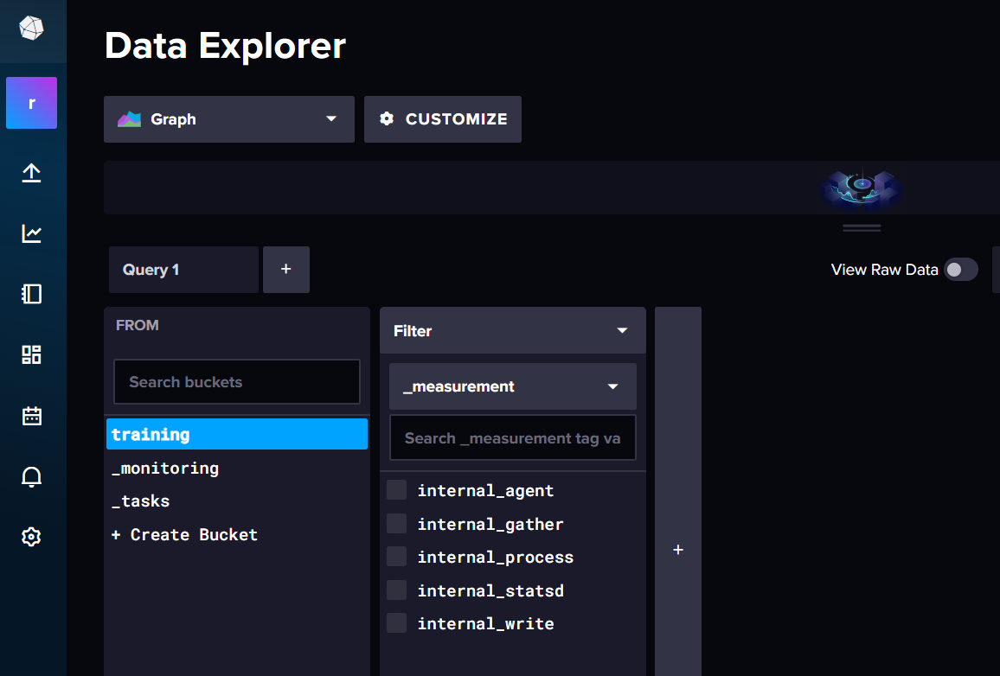 Data Explorer
r
Graph
CUSTOMIZE
Query 1
+
View Raw Data
FROM
Search buckets
training
_monitoring
_tasks
+ Create Bucket
Filter
_measurement
Search _measurement tag va
internal_agent
internal_gather
internal_process
internal_statsd
internal_write
+